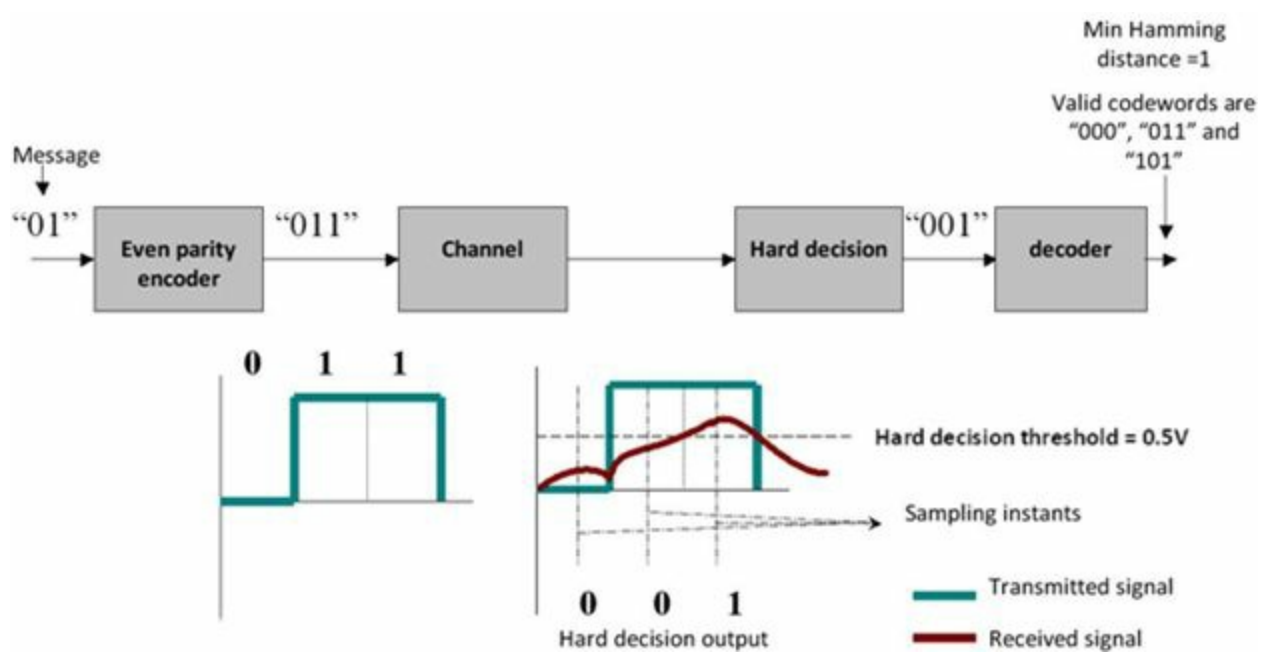 Min Hamming
distance =1
Valid codewords are
“000”, “011” and
“101”
Message
“01”
Even parity
encoder
“011”
Channel
Hard decision
“001”
decoder
0 1 1
Hard decision threshold = 0.5V
Sampling instants
0 0 1
Hard decision output
Transmitted signal
Received signal